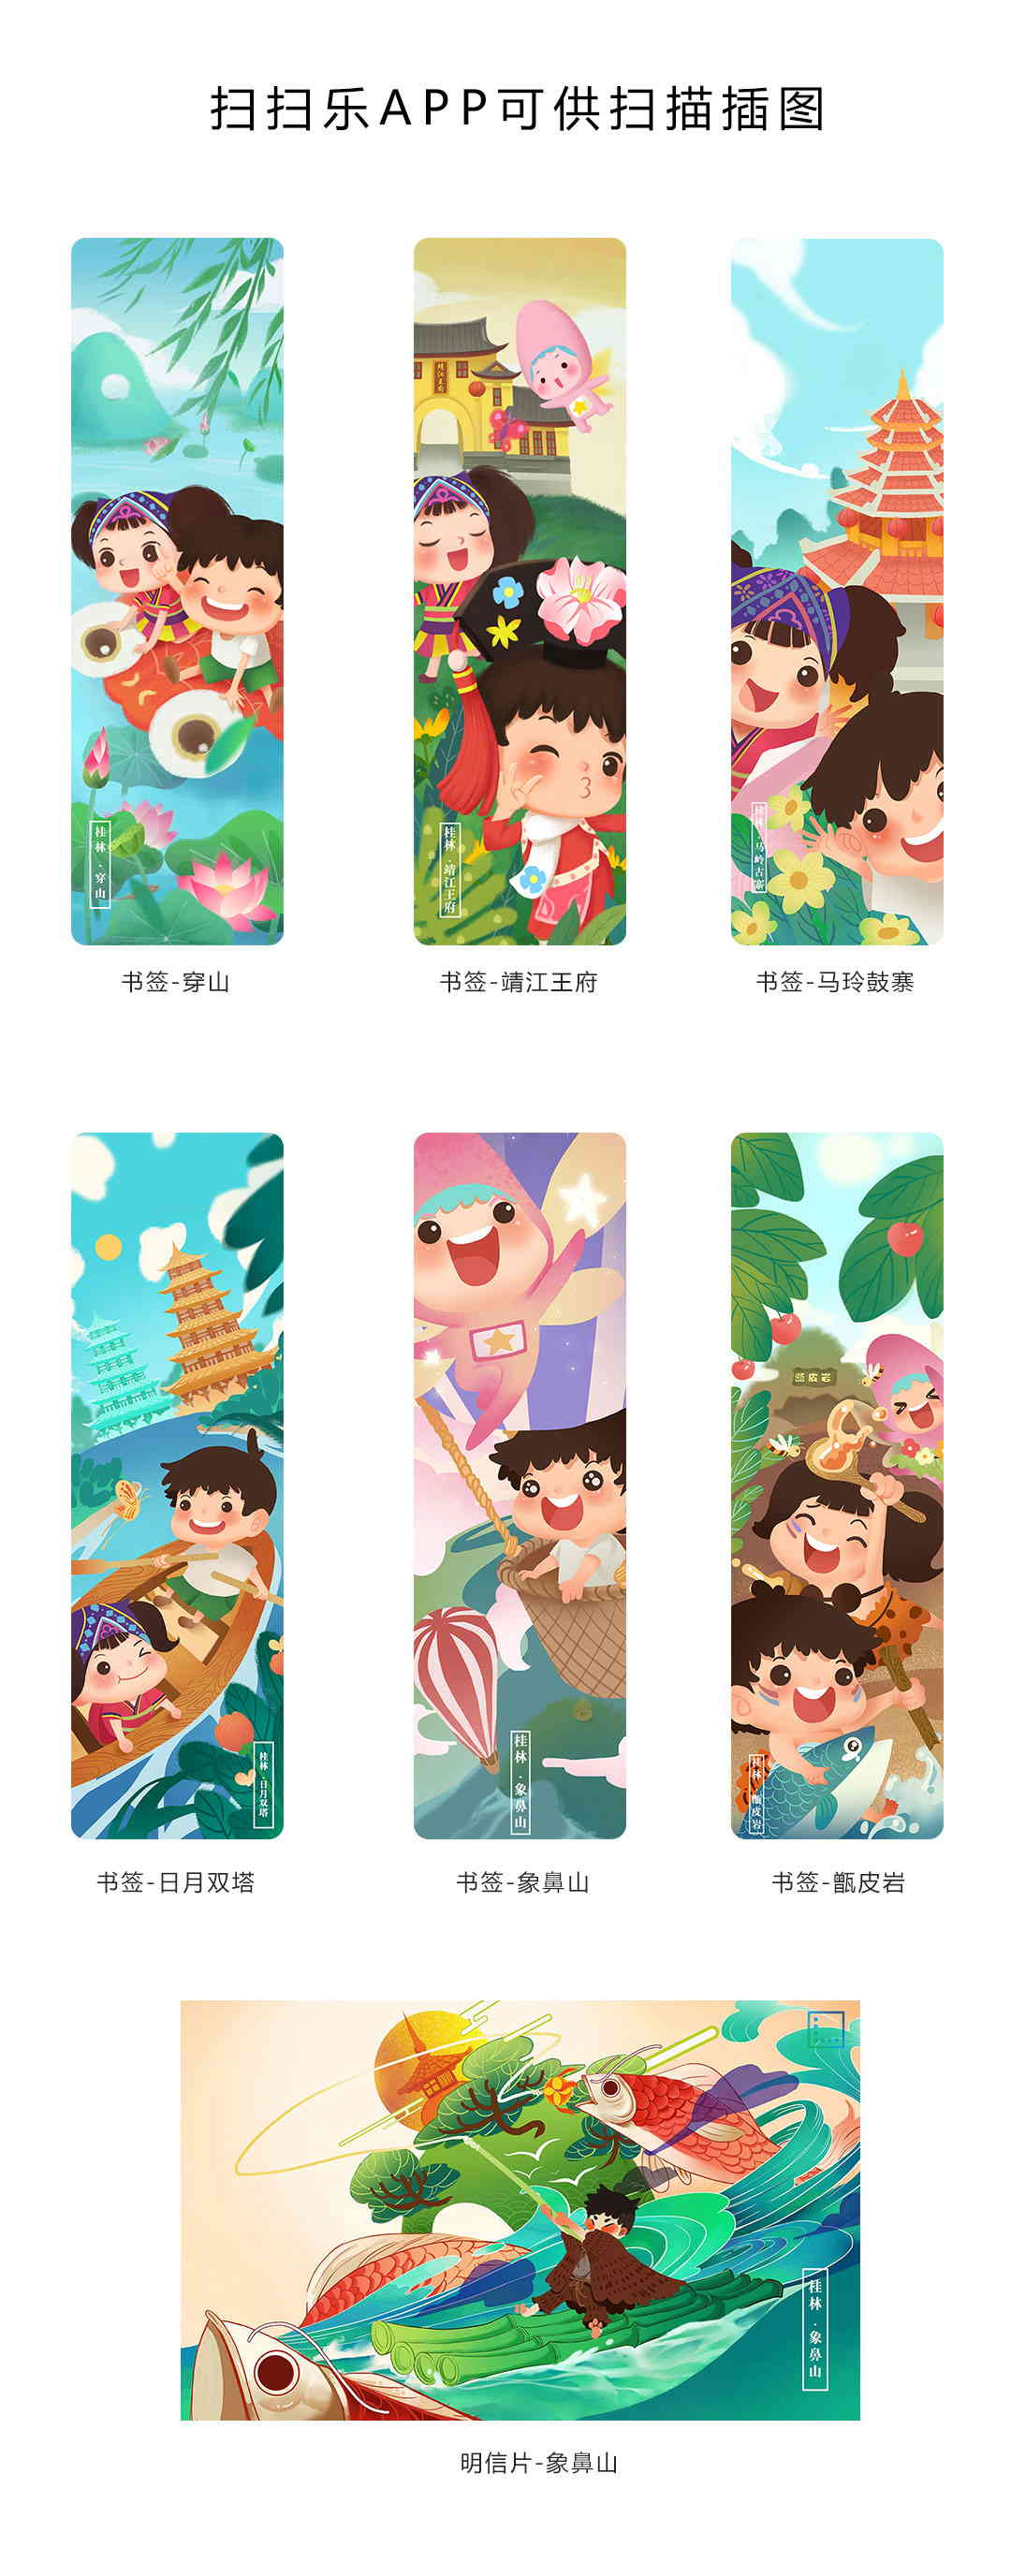 扫扫乐APP可供扫描插图
靖江王府
桂林·穿山
桂林·靖江王府
桂林·马岭古寨
书签-穿山
书签-靖江王府
书签-马玲鼓寨
甑皮岩
桂林·日月双塔
桂林·象鼻山
桂林·甑皮岩
书签-日月双塔
书签-象鼻山
书签-甑皮岩
桂林·象鼻山
明信片-象鼻山